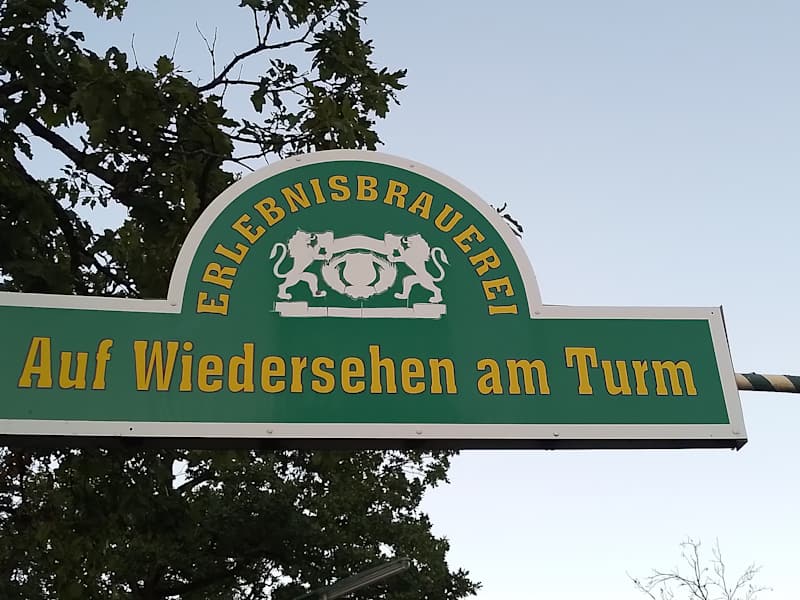 ERLEBNISBRAUEREI
Auf Wiedersehen am Turm